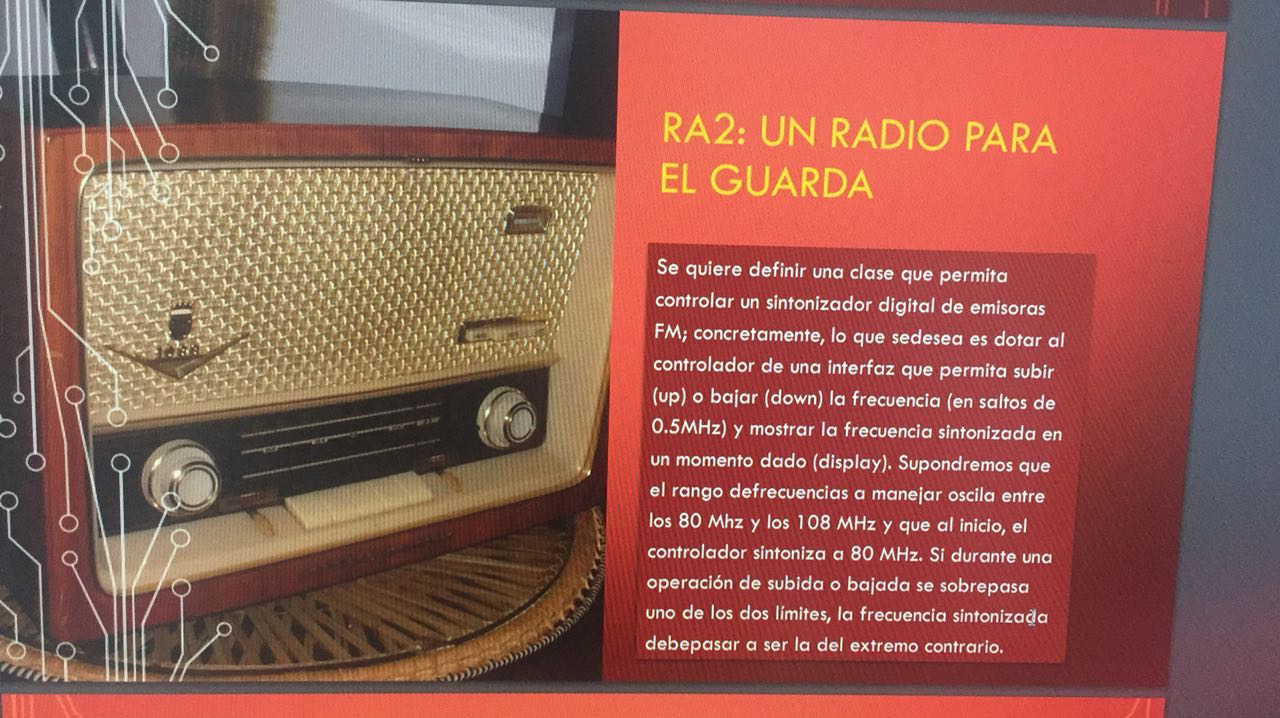 RA2: UN RADIO PARA
EL GUARDA
Se quiere definir una clase que permita
controlar un sintonizador digital de emisoras
FM; concretamente, lo que sedesea es dotar al
controlador de una interfaz que permita subir
(up) o bajar (down) la frecuencia (en saltos de
0.5MHz) y mostrar la frecuencia sintonizada en
un momento dado (display). Supondremos que
el rango defrecuencias a manejar oscila entre
los 80 Mhz y los 108 MHz y que al inicio, el
controlador sintoniza a 80 MHz. Si durante una
operación de subida o bajada se sobrepasa
uno de los dos límites, la frecuencia sintonizada
debepasar a ser la del extremo contrario.